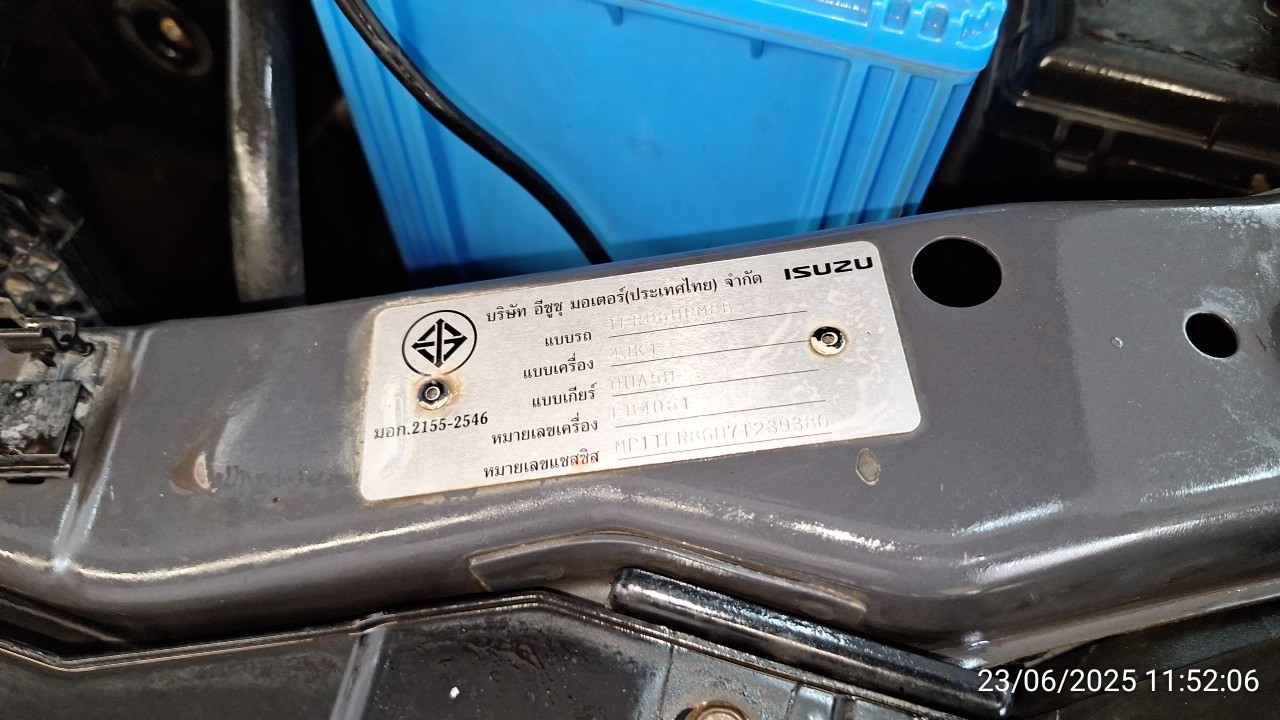 ISUZU
บริษัท อีซูซุ มอเตอร์(ประเทศไทย) จำกัด
แบบรถ
แบบเครื่อง 4JK1
แบบเกียร์ MUA5H
หมายเลขเครื่อง
หมายเลขแชสซิส MP1TFR86H7T239386
มอก.2155-2546
23/06/2025 11:52:06